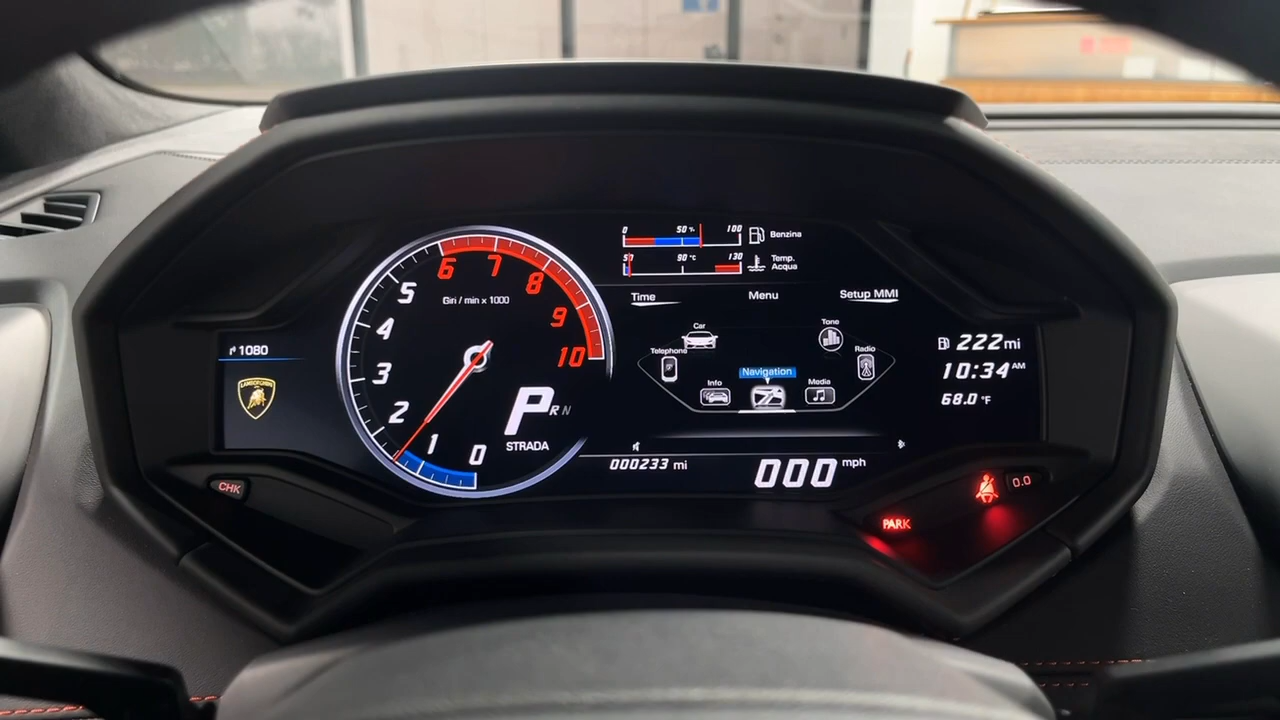 0 50 % 100 Benzina
50 90 °C 130 Temp. Acqua
Time Menu Setup MMI
Car Tone
Telephone Radio
Info Navigation Media
222mi
10:34 AM
68.0 °F
1080
LAMBORGHINI
Giri / min x 1000
0 1 2 3 4 5 6 7 8 9 10
P R N
STRADA
000233 mi
000 mph
CHK
0.0
PARK